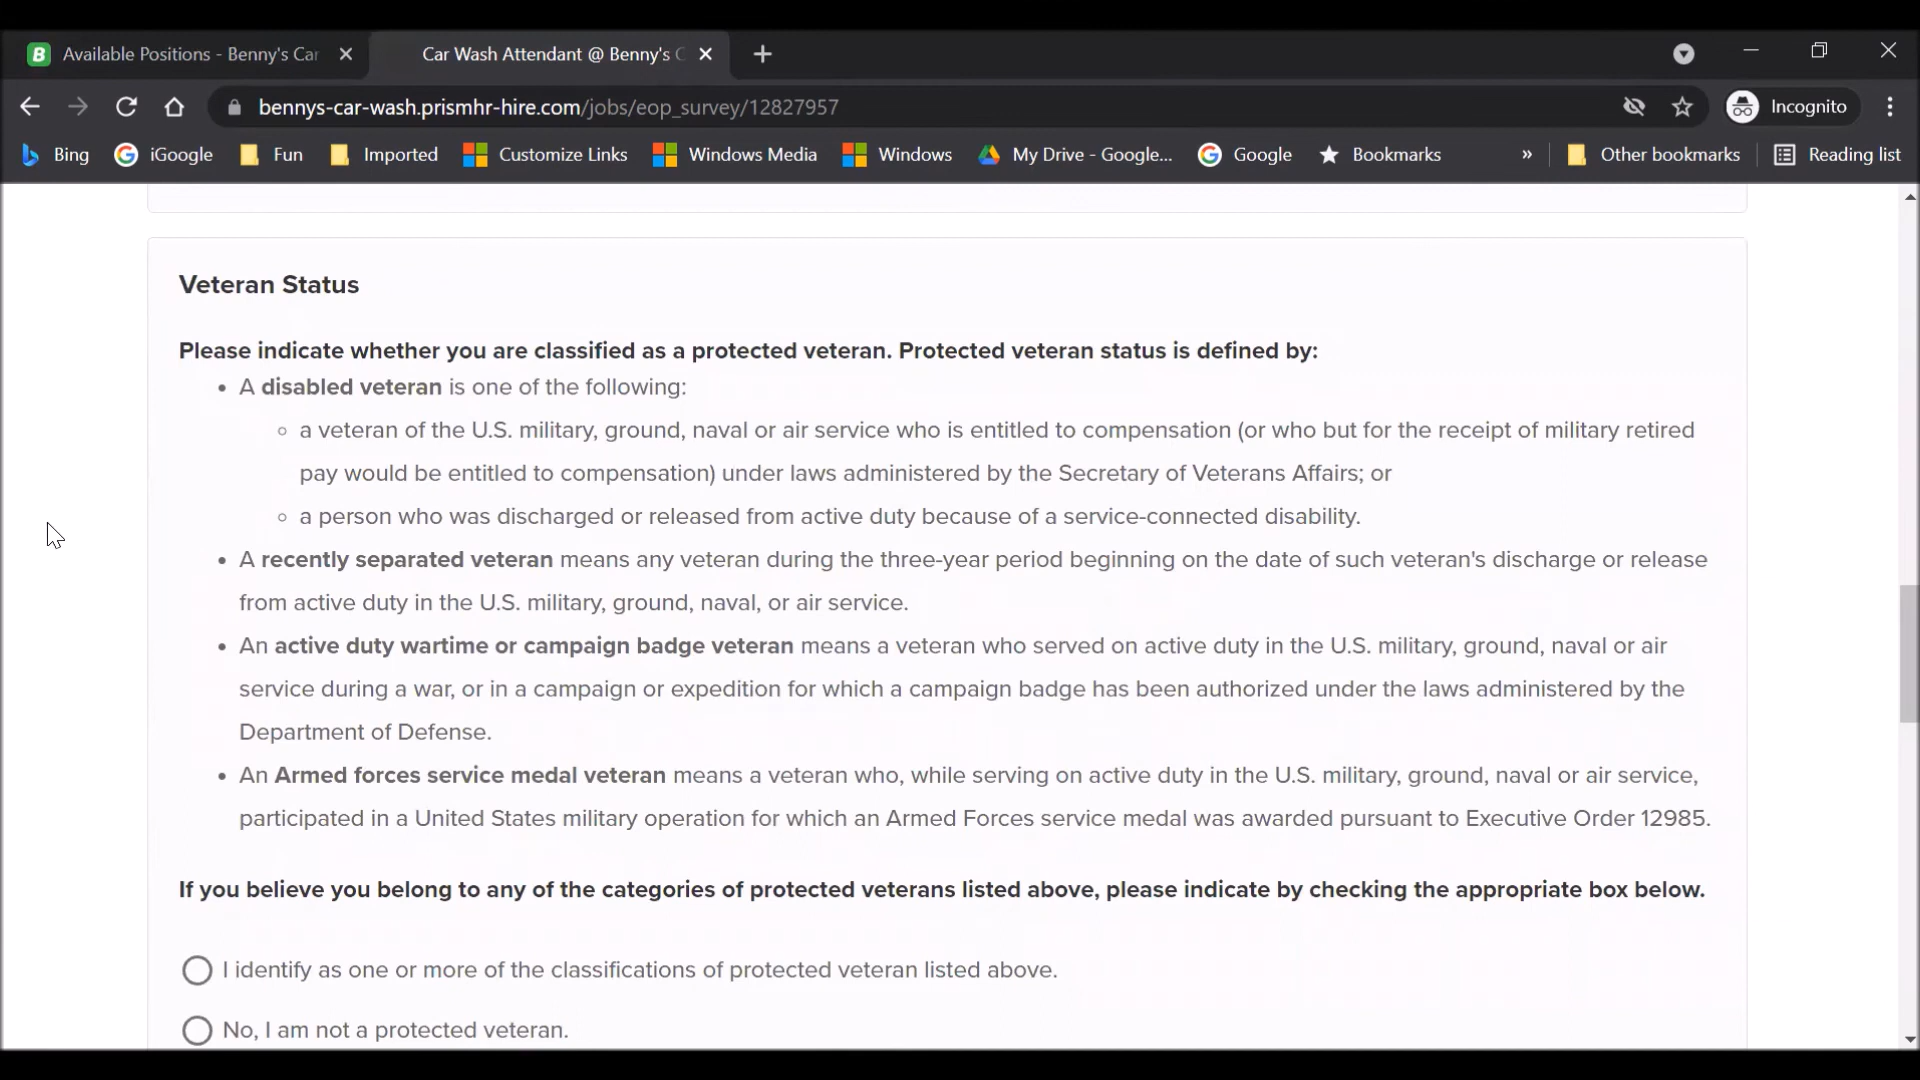 B Available Positions - Benny's Car
Car Wash Attendant @ Benny's C
bennys-car-wash.prismhr-hire.com/jobs/eop_survey/12827957
Incognito
Bing
iGoogle
Fun
Imported
Customize Links
Windows Media
Windows
My Drive - Google...
Google
Bookmarks
»
Other bookmarks
Reading list
Veteran Status
Please indicate whether you are classified as a protected veteran. Protected veteran status is defined by:
• A disabled veteran is one of the following:
◦ a veteran of the U.S. military, ground, naval or air service who is entitled to compensation (or who but for the receipt of military retired
pay would be entitled to compensation) under laws administered by the Secretary of Veterans Affairs; or
◦ a person who was discharged or released from active duty because of a service-connected disability.
• A recently separated veteran means any veteran during the three-year period beginning on the date of such veteran's discharge or release
from active duty in the U.S. military, ground, naval, or air service.
• An active duty wartime or campaign badge veteran means a veteran who served on active duty in the U.S. military, ground, naval or air
service during a war, or in a campaign or expedition for which a campaign badge has been authorized under the laws administered by the
Department of Defense.
• An Armed forces service medal veteran means a veteran who, while serving on active duty in the U.S. military, ground, naval or air service,
participated in a United States military operation for which an Armed Forces service medal was awarded pursuant to Executive Order 12985.
If you believe you belong to any of the categories of protected veterans listed above, please indicate by checking the appropriate box below.
I identify as one or more of the classifications of protected veteran listed above.
No, I am not a protected veteran.